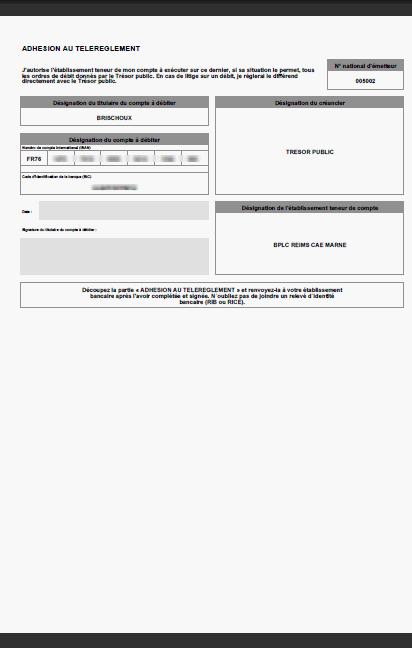 ADHESION AU TELEREGLEMENT
J'autorise l'établissement teneur de mon compte à exécuter sur ce dernier, si sa situation le permet, tous
les ordres de débit donnés par le Trésor public. En cas de litige sur un débit, je réglerai le différend
directement avec le Trésor public.
N° national d'émetteur
005002
Désignation du titulaire du compte à débiter
BRISCHOUX
Désignation du créancier
TRESOR PUBLIC
Désignation du compte à débiter
Numéro de compte international (IBAN)
FR76
Code d'identification de la banque (BIC)
Date :
Signature du titulaire du compte à débiter :
Désignation de l'établissement teneur de compte
BPLC REIMS CAE MARNE
Découpez la partie « ADHESION AU TELEREGLEMENT » et renvoyez-la à votre établissement
bancaire après l'avoir complétée et signée. N'oubliez pas de joindre un relevé d'identité
bancaire (RIB ou RICE).